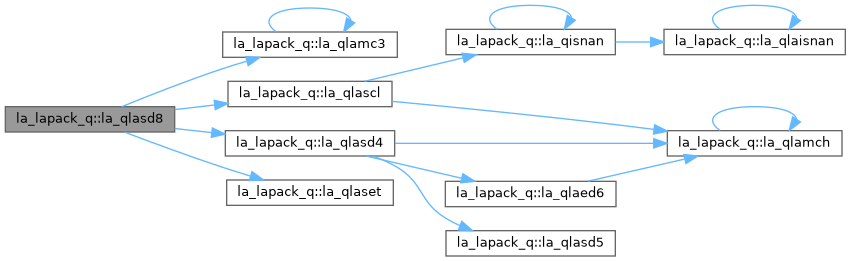 la_lapack_q::la_qlasd8
la_lapack_q::la_qlamc3
la_lapack_q::la_qlascl
la_lapack_q::la_qlasd4
la_lapack_q::la_qlaset
la_lapack_q::la_qisnan
la_lapack_q::la_qlaed6
la_lapack_q::la_qlasd5
la_lapack_q::la_qlaisnan
la_lapack_q::la_qlamch